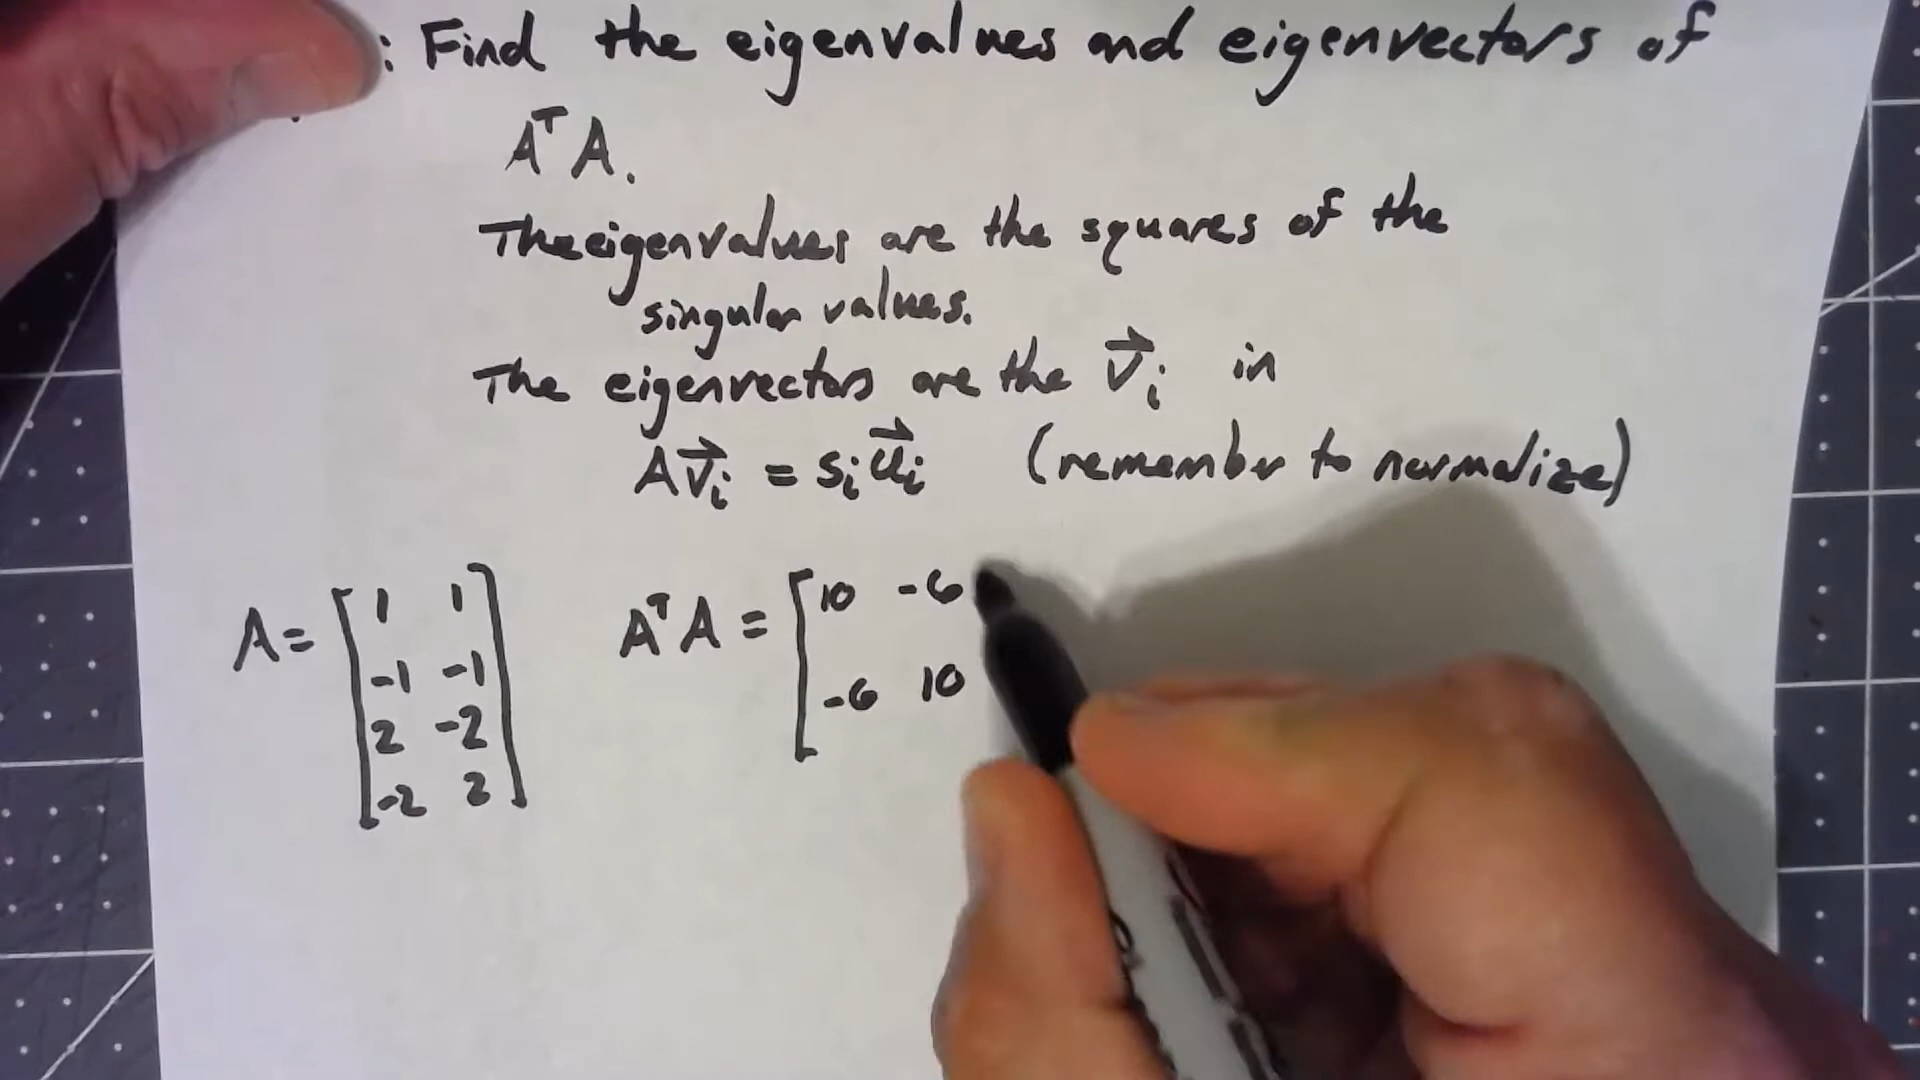 : Find the eigenvalues and eigenvectors of
AᵀA.
The eigenvalues are the squares of the
singular values.
The eigenvectors are the v⃗ᵢ in
Av⃗ᵢ = sᵢu⃗ᵢ (remember to normalize)
A = [1 1
-1 -1
2 -2
-2 2]
AᵀA = [10 -6
-6 10